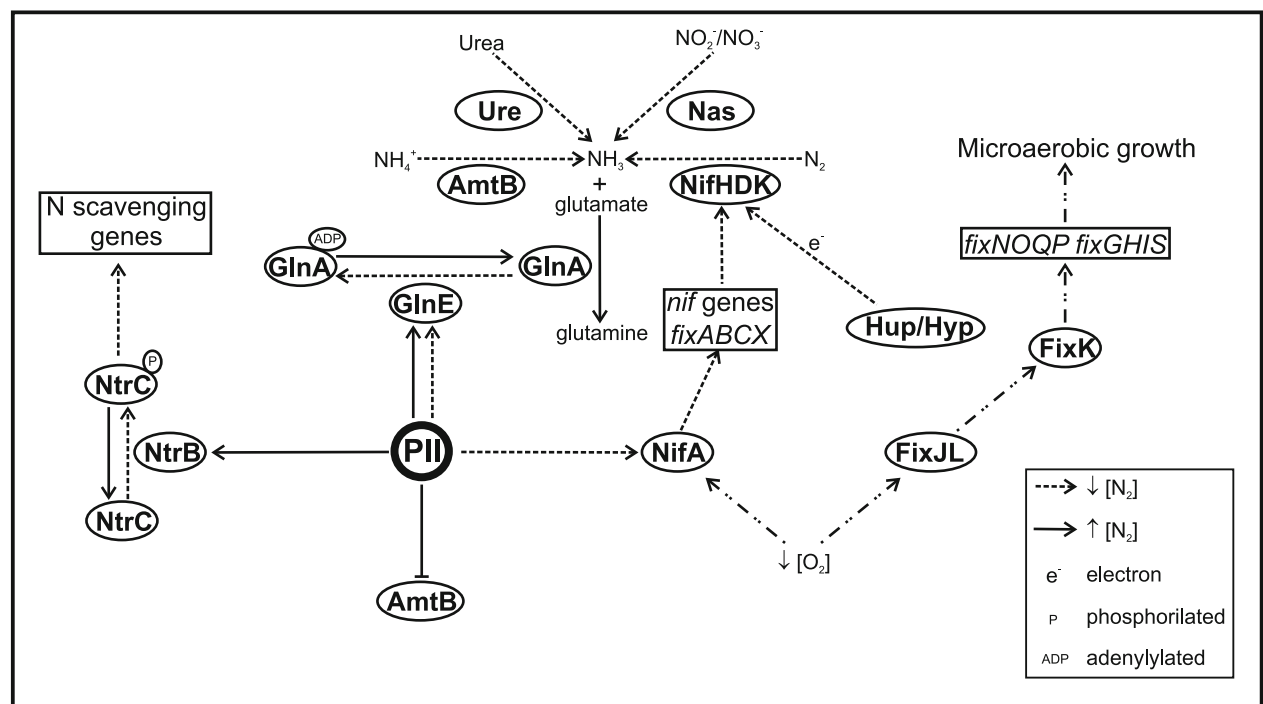 Urea
NO₂⁻/NO₃⁻
Ure
Nas
NH₄⁺
NH₃
N₂
AmtB
NifHDK
+
glutamate
Microaerobic growth
N scavenging
genes
ADP
GlnA
GlnA
e⁻
fixNOQP fixGHIS
GlnE
nif genes
fixABCX
glutamine
Hup/Hyp
FixK
P
NtrC
NtrB
PII
NifA
FixJL
NtrC
↓ [O₂]
AmtB
↓ [N₂]
↑ [N₂]
e⁻ electron
P phosphorilated
ADP adenylylated